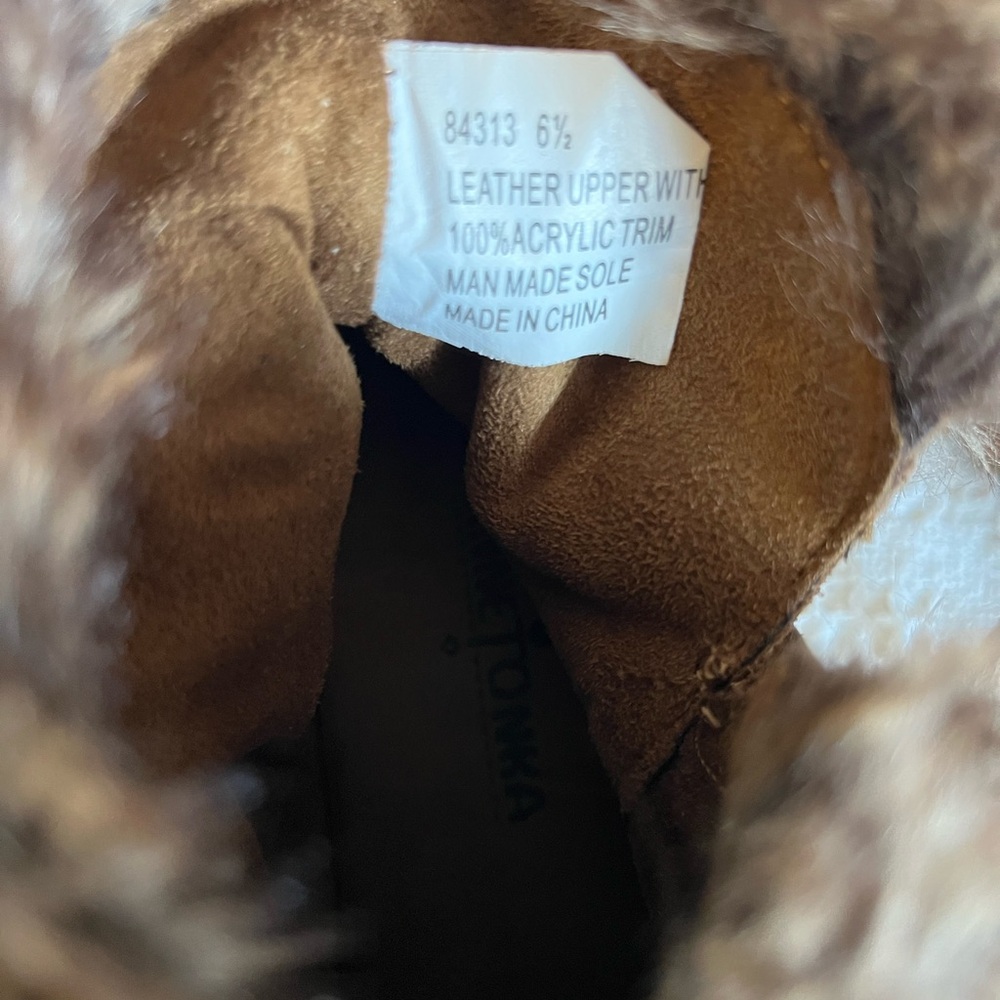 84313 6½
LEATHER UPPER WITH
100% ACRYLIC TRIM
MAN MADE SOLE
MADE IN CHINA